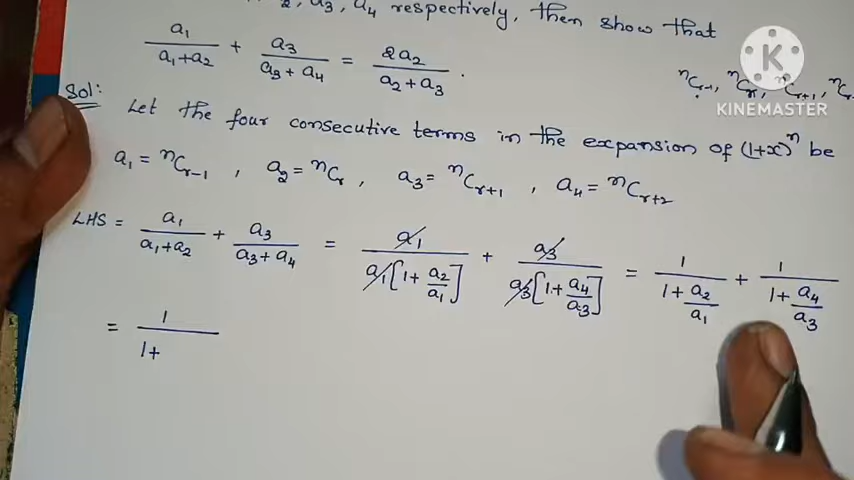 2, a₃, a₄ respectively, then show that
a₁/(a₁+a₂) + a₃/(a₃+a₄) = 2a₂/(a₂+a₃).
ⁿCᵣ₋₁, ⁿCᵣ, ⁿCᵣ₊₁, ⁿCᵣ
KINEMASTER
Sol:
Let the four consecutive terms in the expansion of (1+x)ⁿ be
a₁ = ⁿCᵣ₋₁ , a₂ = ⁿCᵣ , a₃ = ⁿCᵣ₊₁ , a₄ = ⁿCᵣ₊₂
LHS = a₁/(a₁+a₂) + a₃/(a₃+a₄) = a₁/(a₁[1+a₂/a₁]) + a₃/(a₃[1+a₄/a₃]) = 1/(1+a₂/a₁) + 1/(1+a₄/a₃)
= 1/(1+